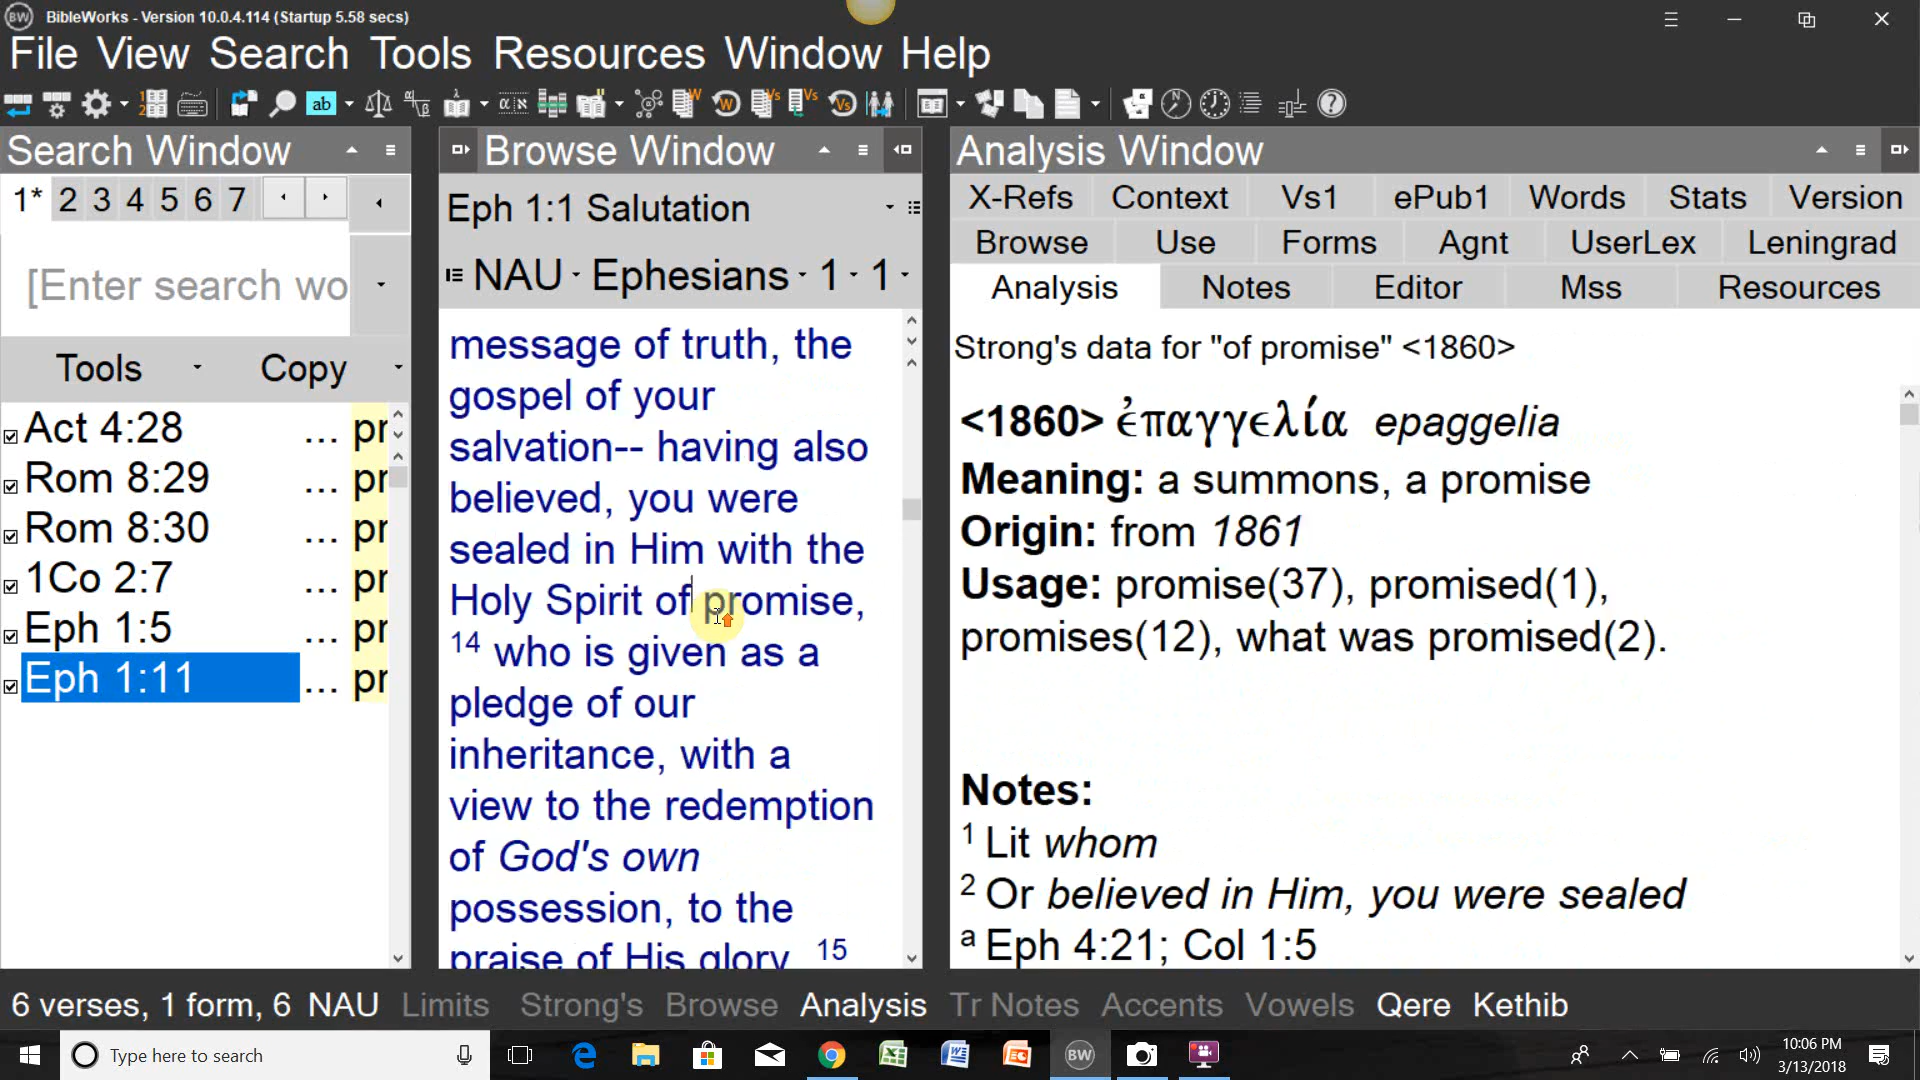 BibleWorks - Version 10.0.4.114 (Startup 5.58 secs)
File View Search Tools Resources Window Help
Search Window
1* 2 3 4 5 6 7
[Enter search wo
Tools Copy
Act 4:28 ... pr
Rom 8:29 ... pr
Rom 8:30 ... pr
1Co 2:7 ... pr
Eph 1:5 ... pr
Eph 1:11 ... pr
Browse Window
Eph 1:1 Salutation
NAU Ephesians 1 1
message of truth, the
gospel of your
salvation-- having also
believed, you were
sealed in Him with the
Holy Spirit of promise,
14 who is given as a
pledge of our
inheritance, with a
view to the redemption
of God's own
possession, to the
praise of His glory. 15
Analysis Window
X-Refs Context Vs1 ePub1 Words Stats Version
Browse Use Forms Agnt UserLex Leningrad
Analysis Notes Editor Mss Resources
Strong's data for "of promise" <1860>
<1860> ἐπαγγελία epaggelia
Meaning: a summons, a promise
Origin: from 1861
Usage: promise(37), promised(1),
promises(12), what was promised(2).
Notes:
1 Lit whom
2 Or believed in Him, you were sealed
a Eph 4:21; Col 1:5
6 verses, 1 form, 6 NAU Limits Strong's Browse Analysis Tr Notes Accents Vowels Qere Kethib
Type here to search
BW
10:06 PM
3/13/2018